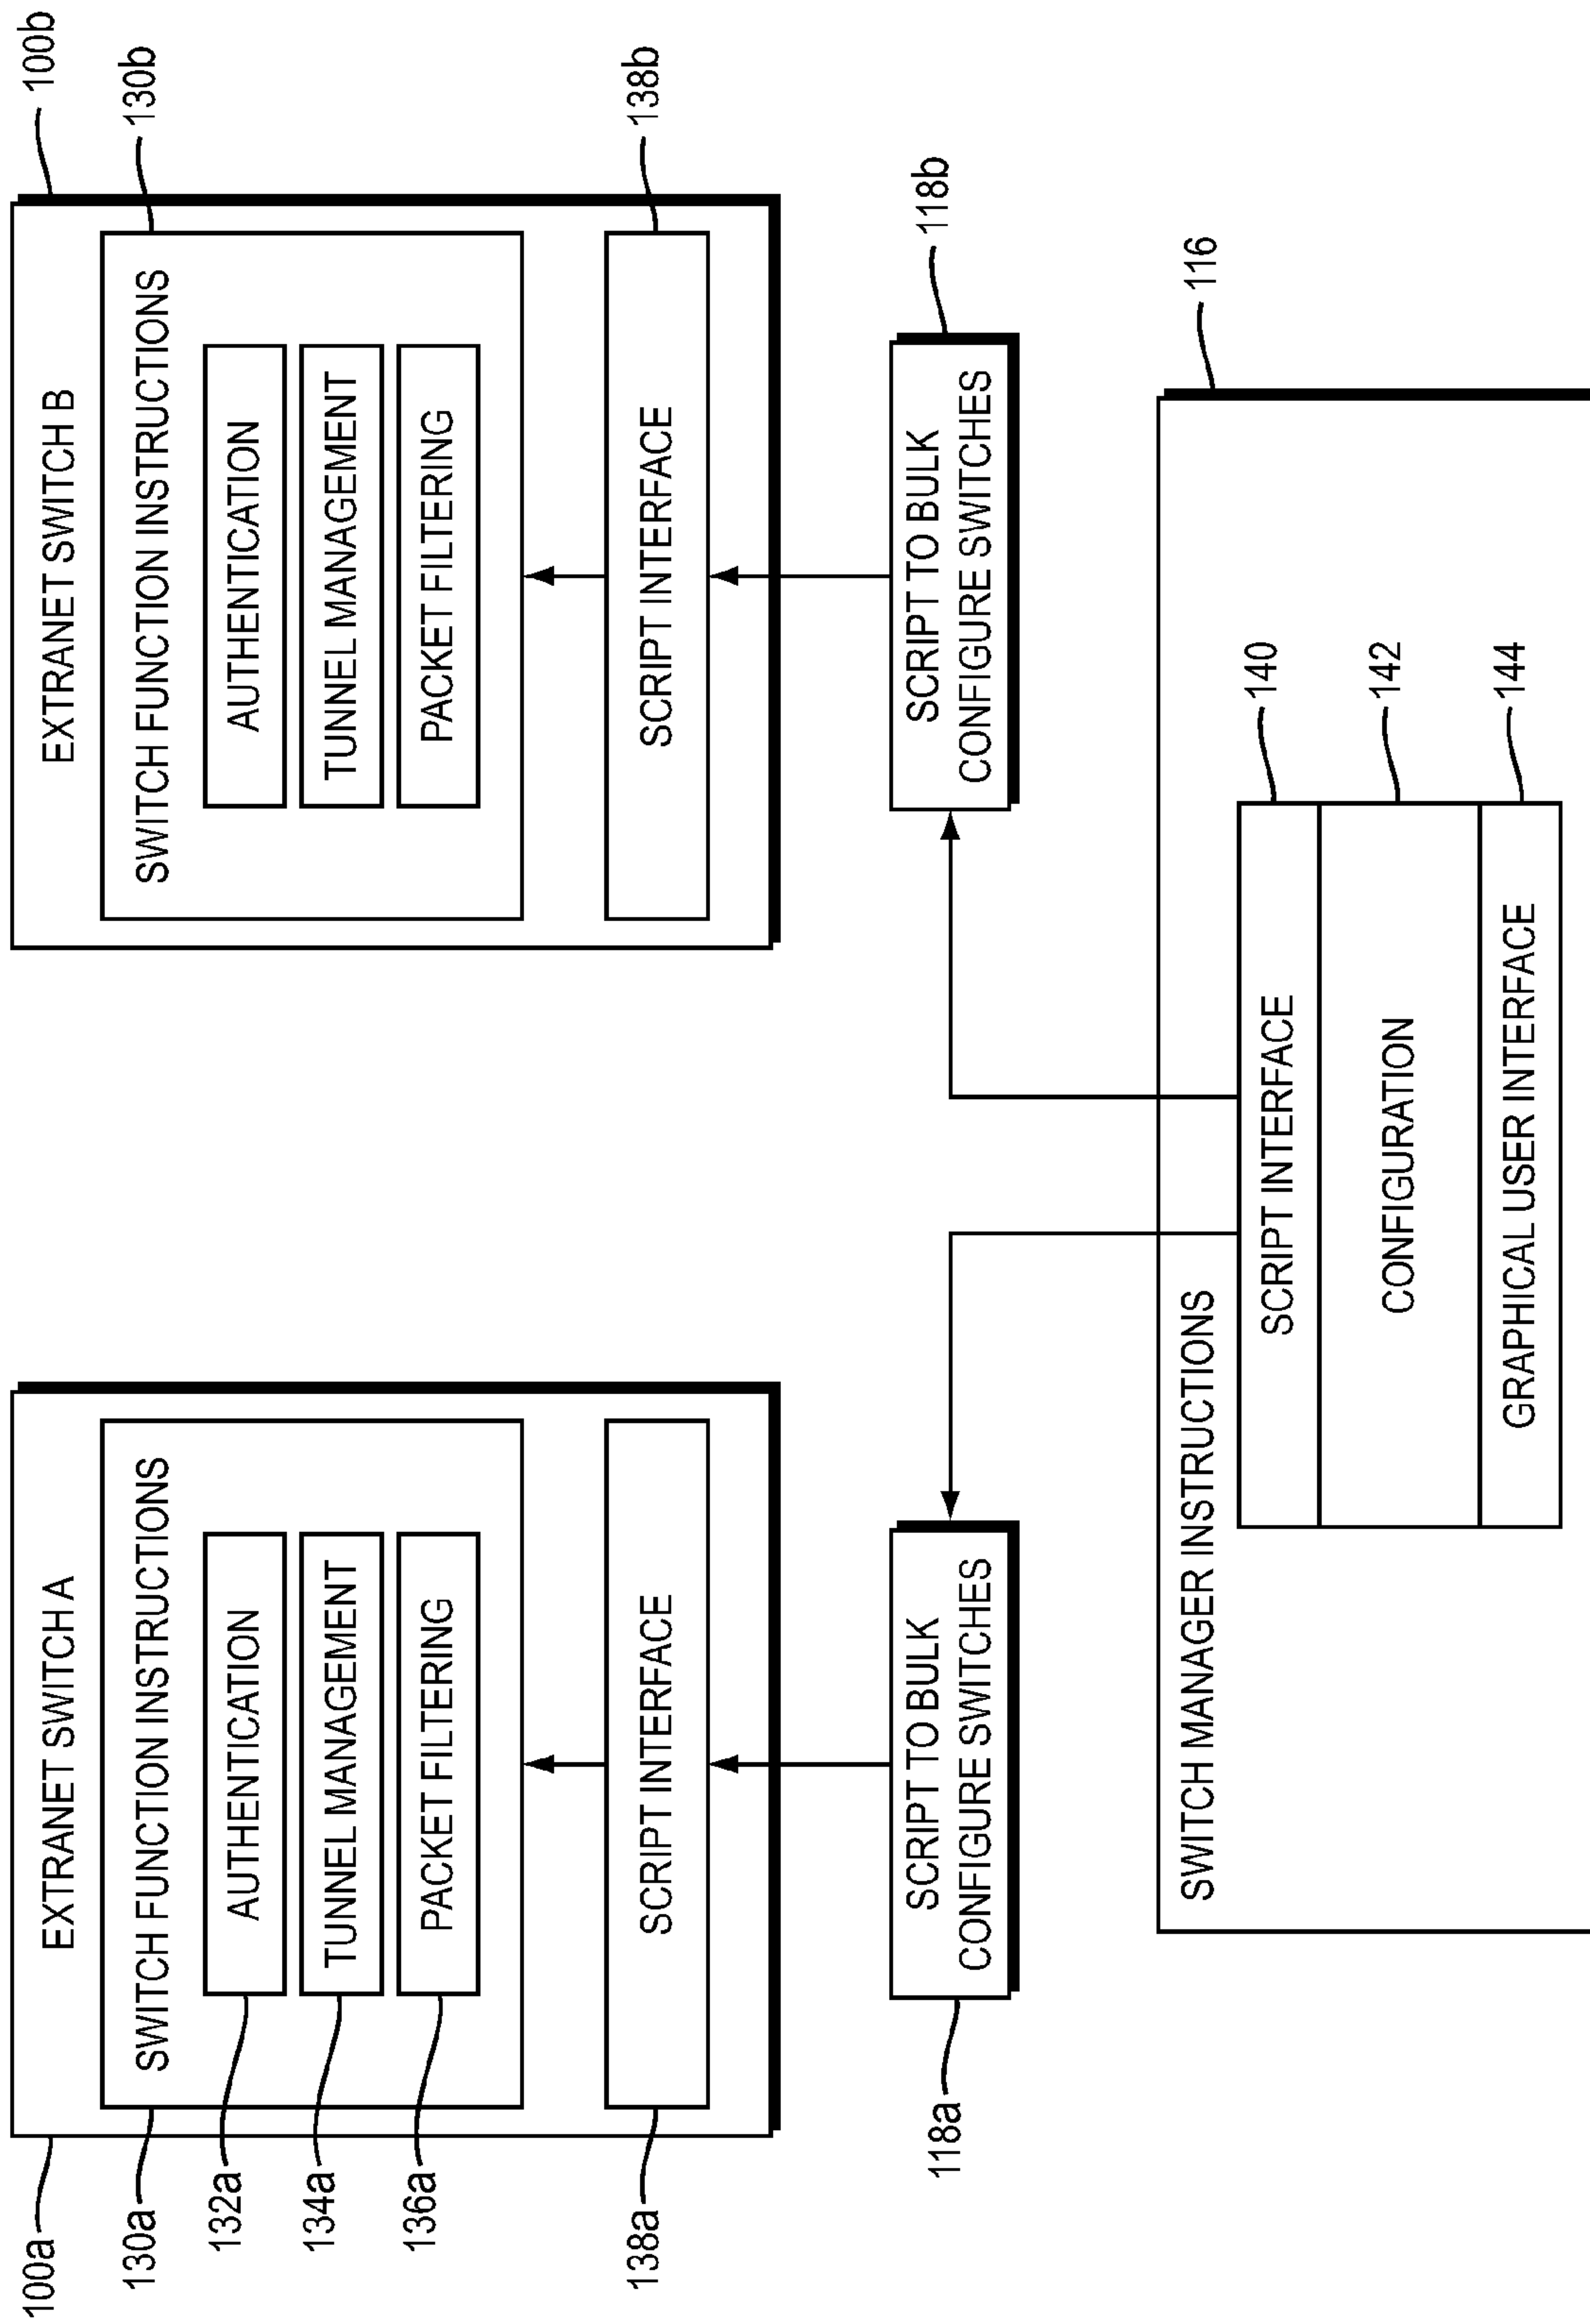 100a
EXTRANET SWITCH A
130a
SWITCH FUNCTION INSTRUCTIONS
132a
AUTHENTICATION
134a
TUNNEL MANAGEMENT
136a
PACKET FILTERING
138a
SCRIPT INTERFACE
118a
SCRIPT TO BULK
CONFIGURE SWITCHES
100b
EXTRANET SWITCH B
130b
SWITCH FUNCTION INSTRUCTIONS
AUTHENTICATION
TUNNEL MANAGEMENT
PACKET FILTERING
138b
SCRIPT INTERFACE
118b
SCRIPT TO BULK
CONFIGURE SWITCHES
116
SWITCH MANAGER INSTRUCTIONS
SCRIPT INTERFACE
140
CONFIGURATION
142
GRAPHICAL USER INTERFACE
144